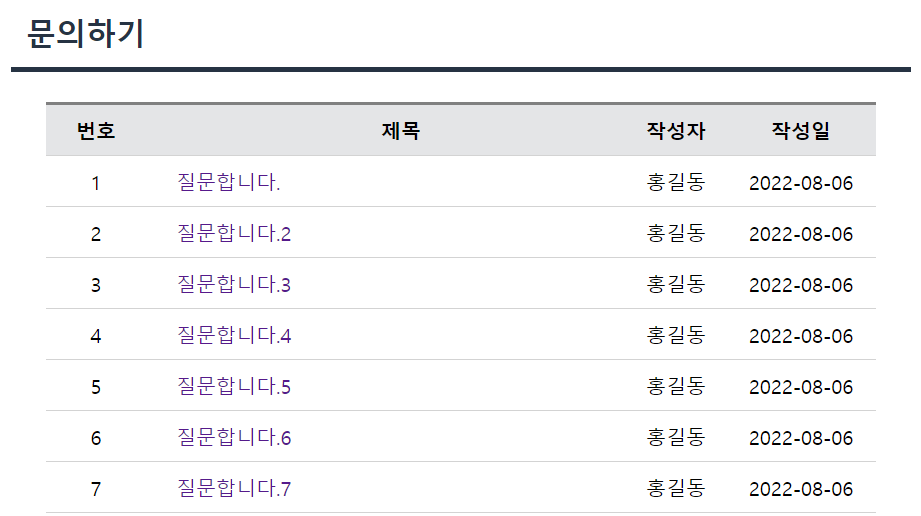 문의하기
번호 제목 작성자 작성일
1 질문합니다. 홍길동 2022-08-06
2 질문합니다.2 홍길동 2022-08-06
3 질문합니다.3 홍길동 2022-08-06
4 질문합니다.4 홍길동 2022-08-06
5 질문합니다.5 홍길동 2022-08-06
6 질문합니다.6 홍길동 2022-08-06
7 질문합니다.7 홍길동 2022-08-06